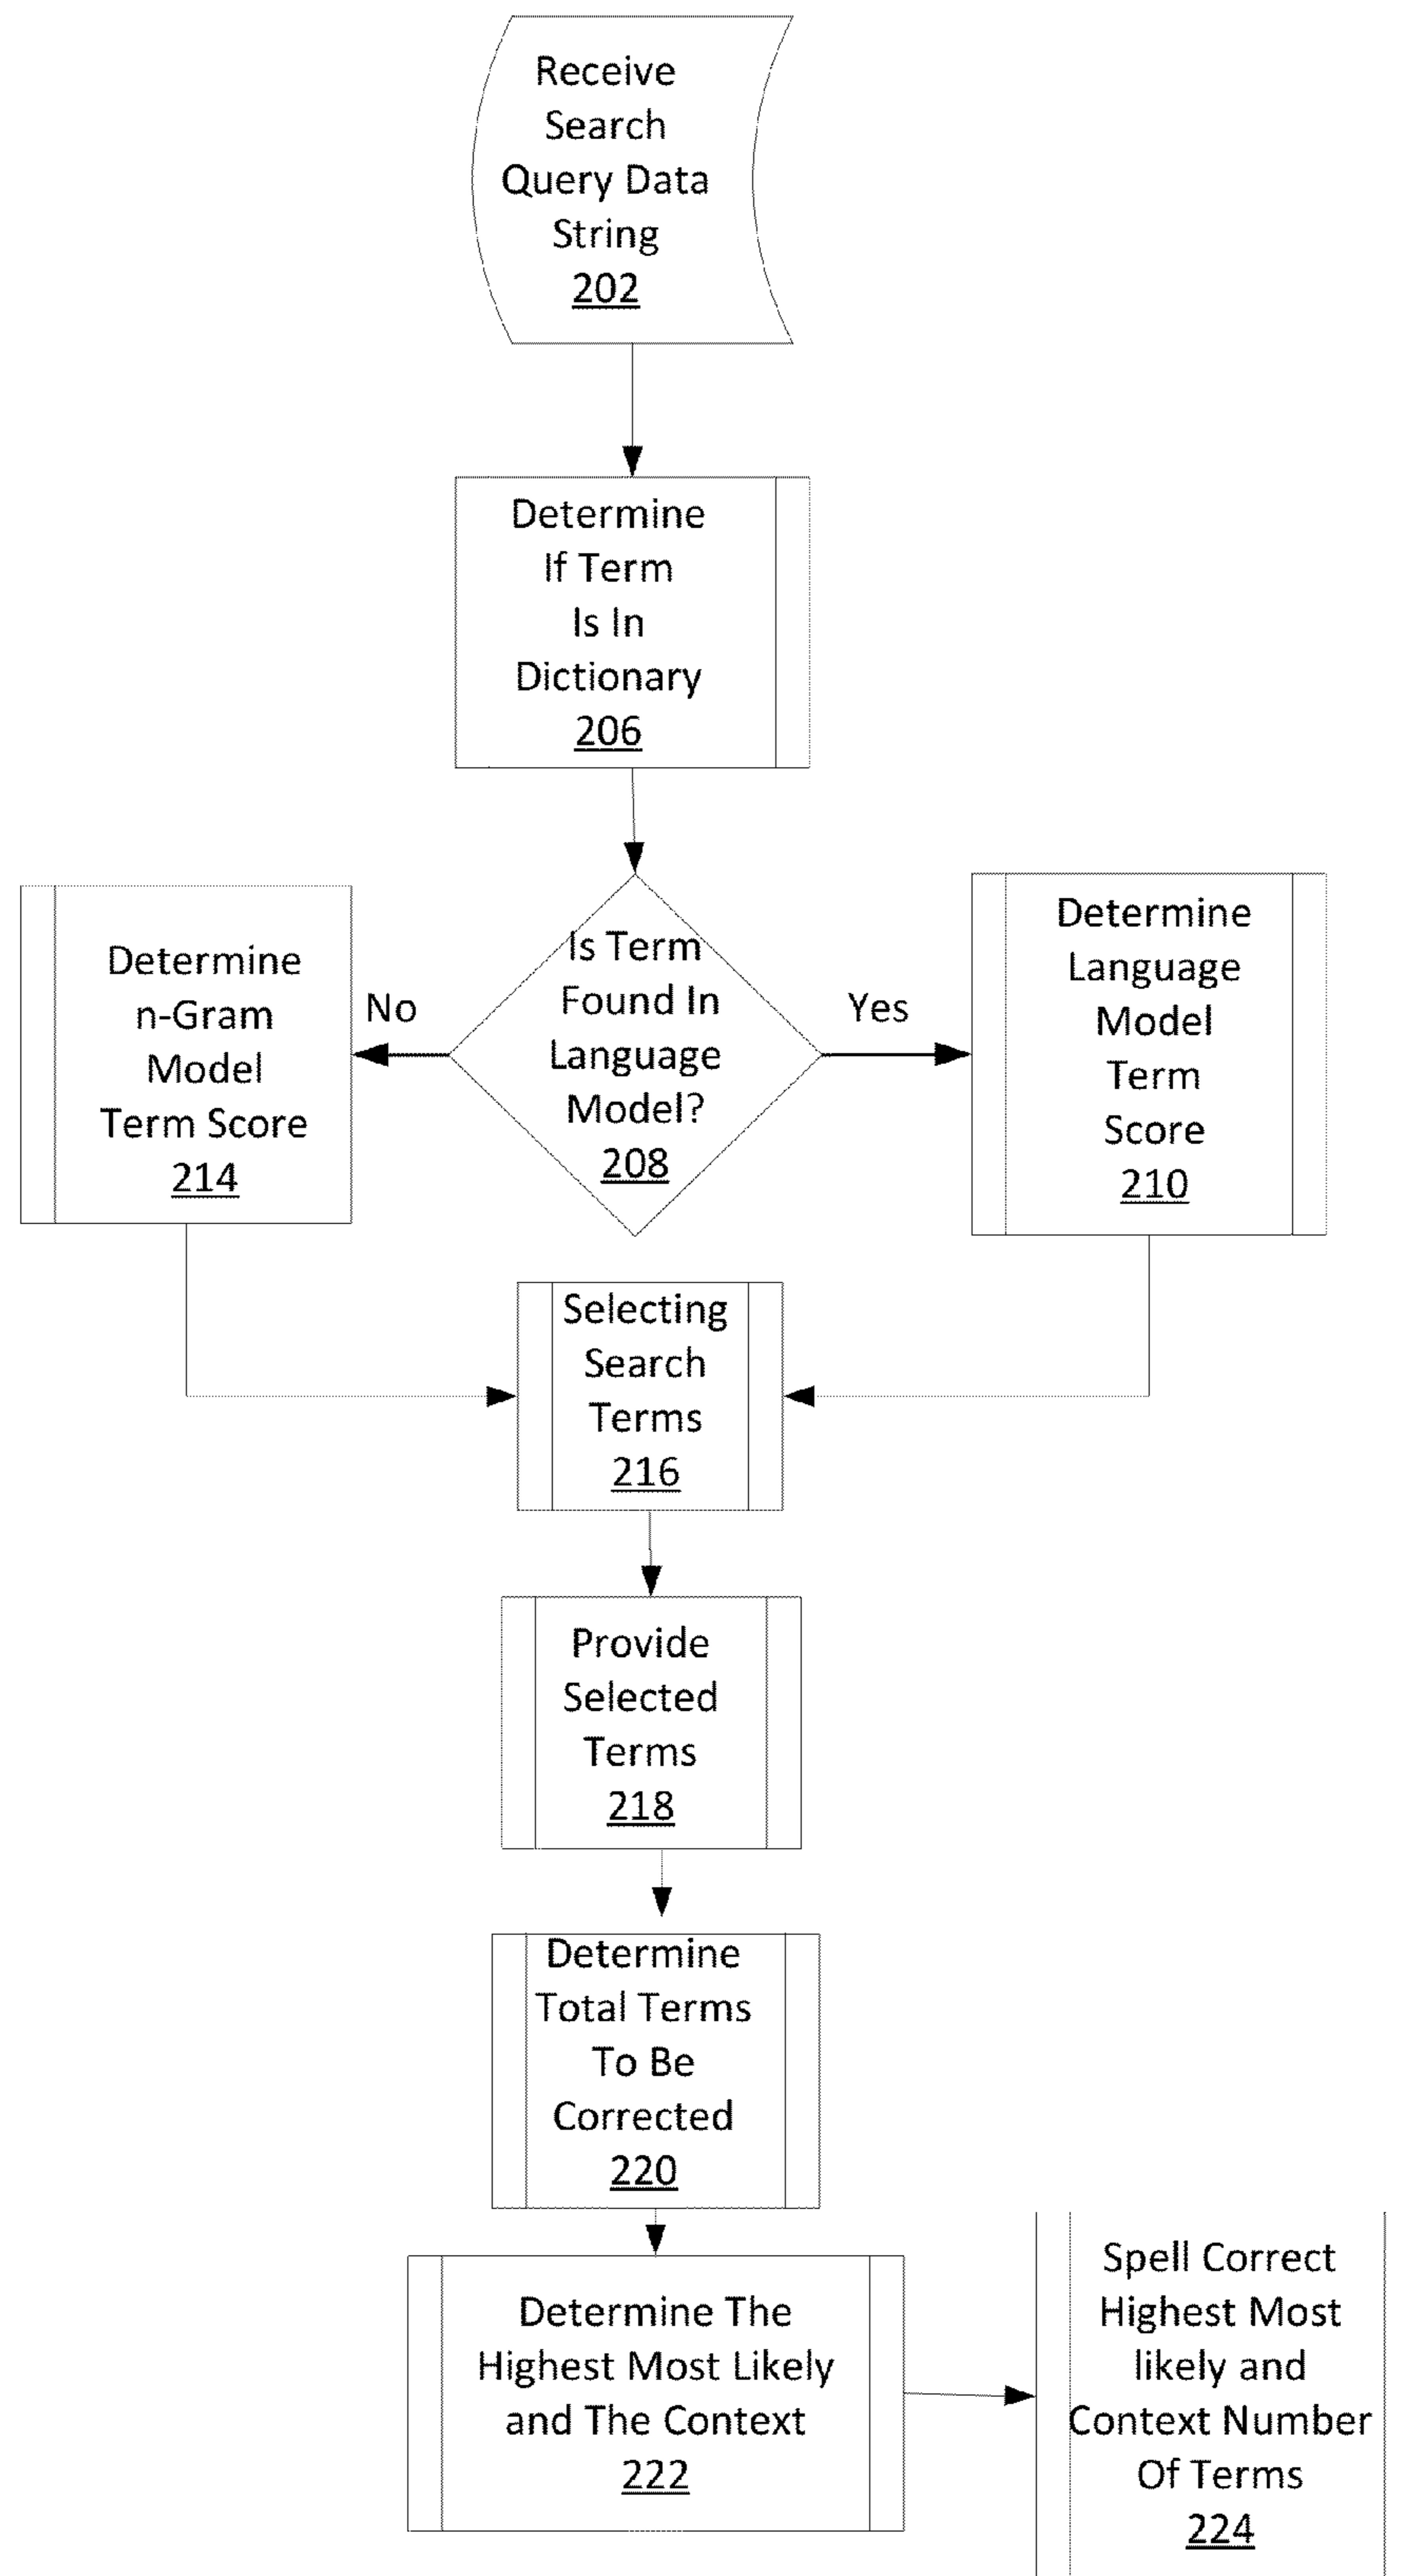 Receive
Search
Query Data
String
202
Determine
If Term
Is In
Dictionary
206
Is Term
Found In
Language
Model?
208
No
Yes
Determine
n-Gram
Model
Term Score
214
Determine
Language
Model
Term
Score
210
Selecting
Search
Terms
216
Provide
Selected
Terms
218
Determine
Total Terms
To Be
Corrected
220
Determine The
Highest Most Likely
and The Context
222
Spell Correct
Highest Most
likely and
Context Number
Of Terms
224